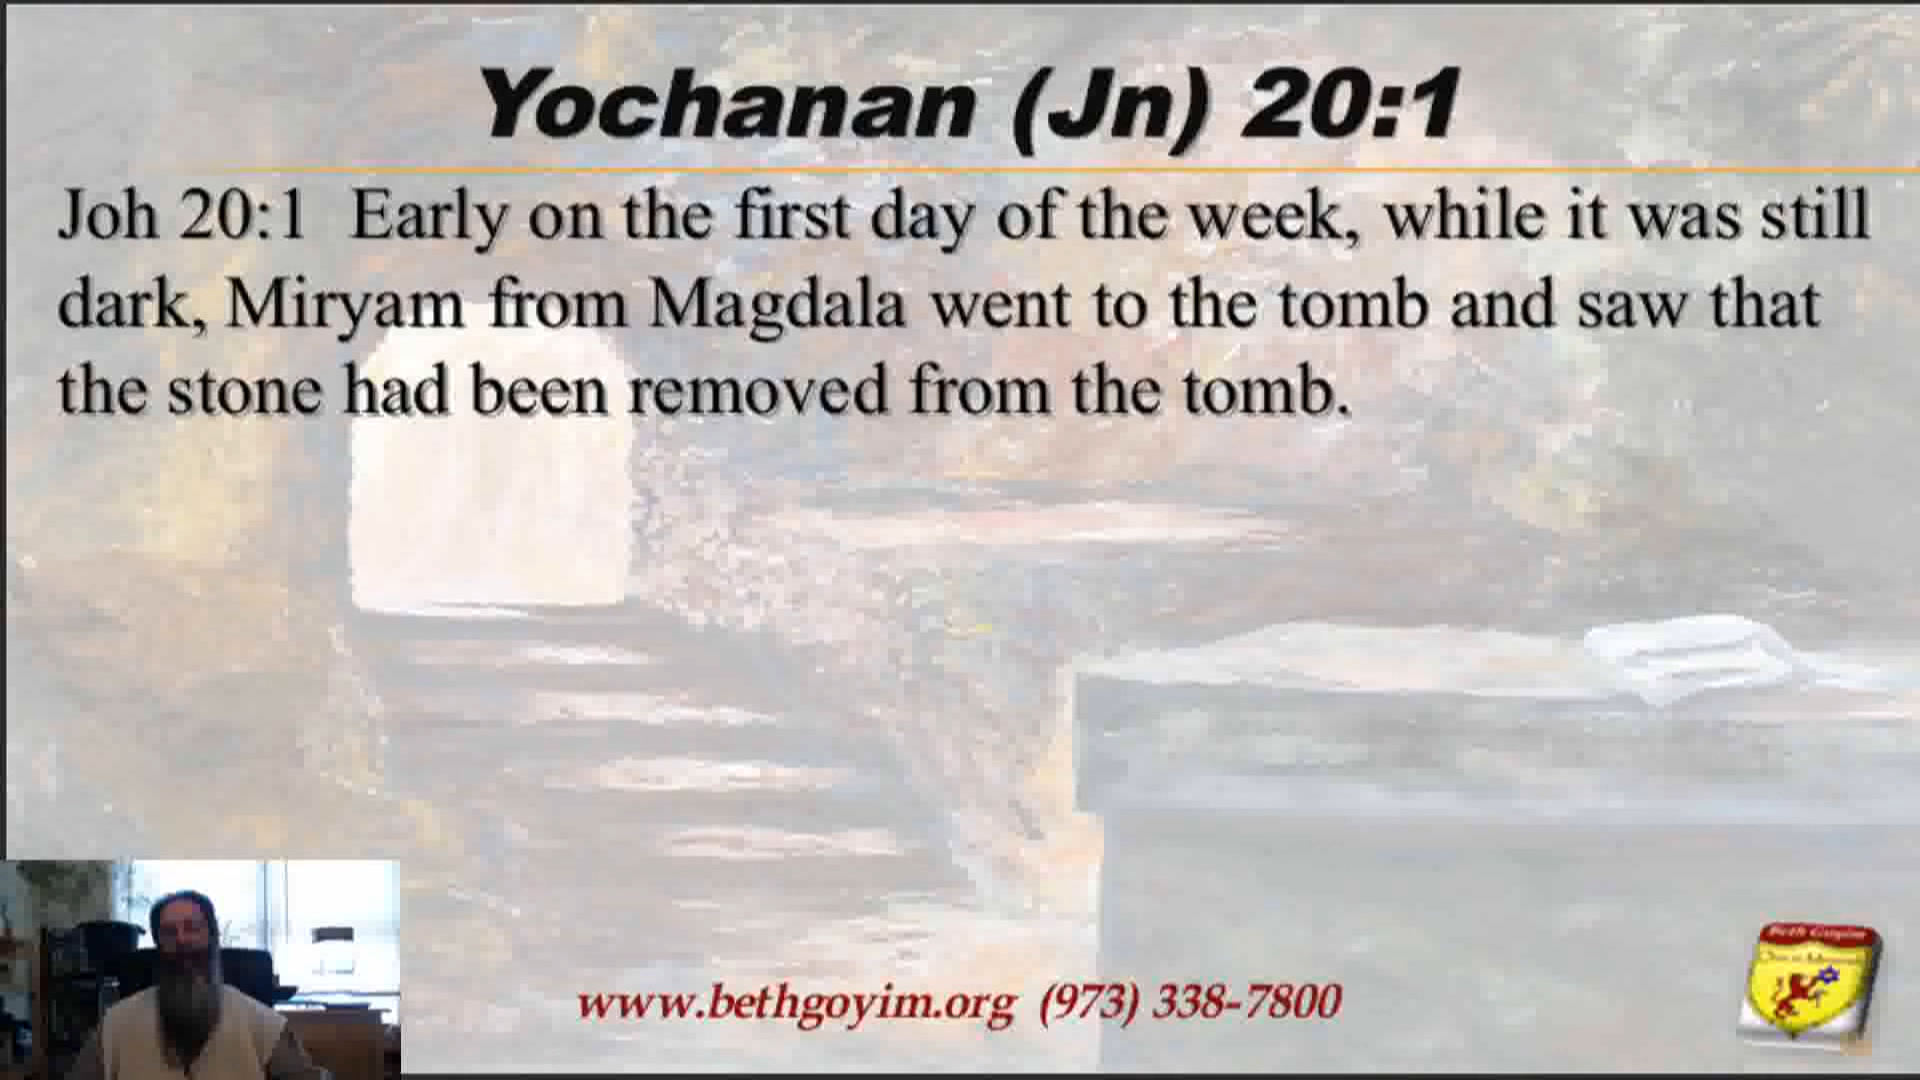 Yochanan (Jn) 20:1
Joh 20:1 Early on the first day of the week, while it was still
dark, Miryam from Magdala went to the tomb and saw that
the stone had been removed from the tomb.
www.bethgoyim.org (973) 338-7800
Beth Goyim